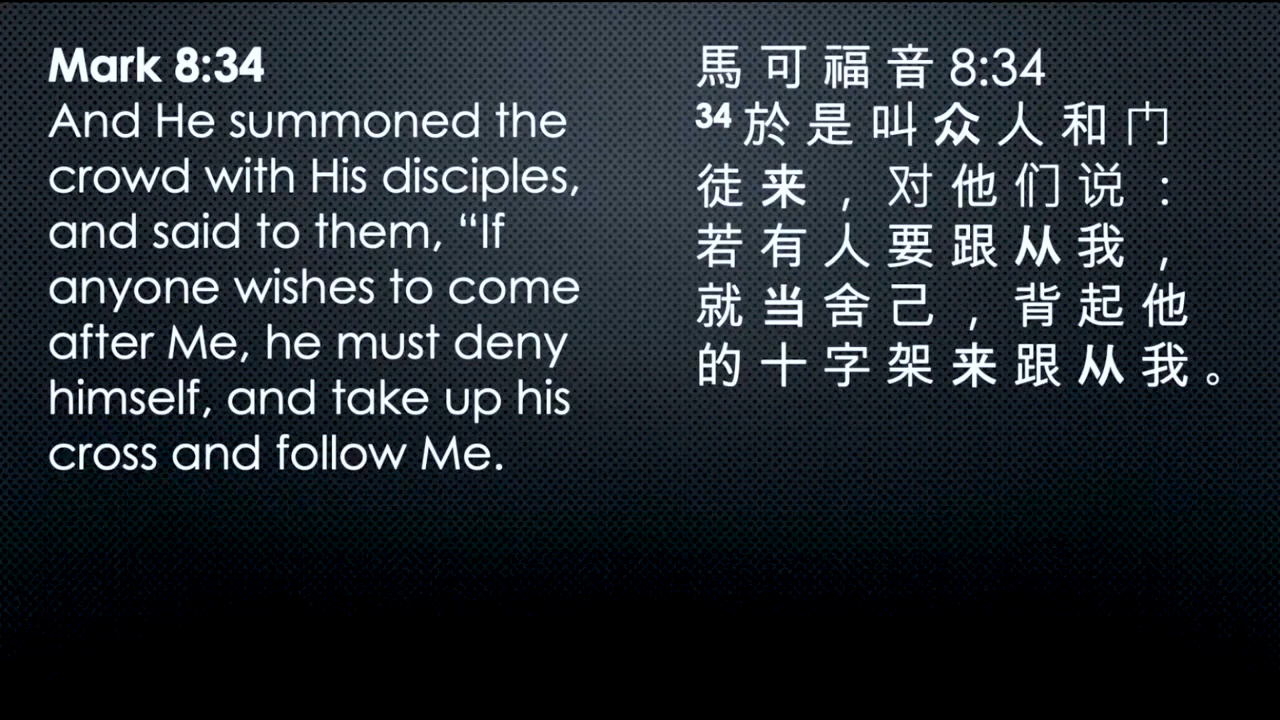 Mark 8:34
And He summoned the
crowd with His disciples,
and said to them, “If
anyone wishes to come
after Me, he must deny
himself, and take up his
cross and follow Me.
馬可福音 8:34
34 於是叫众人和门
徒来，对他们说：
若有人要跟从我，
就当舍己，背起他
的十字架来跟从我。